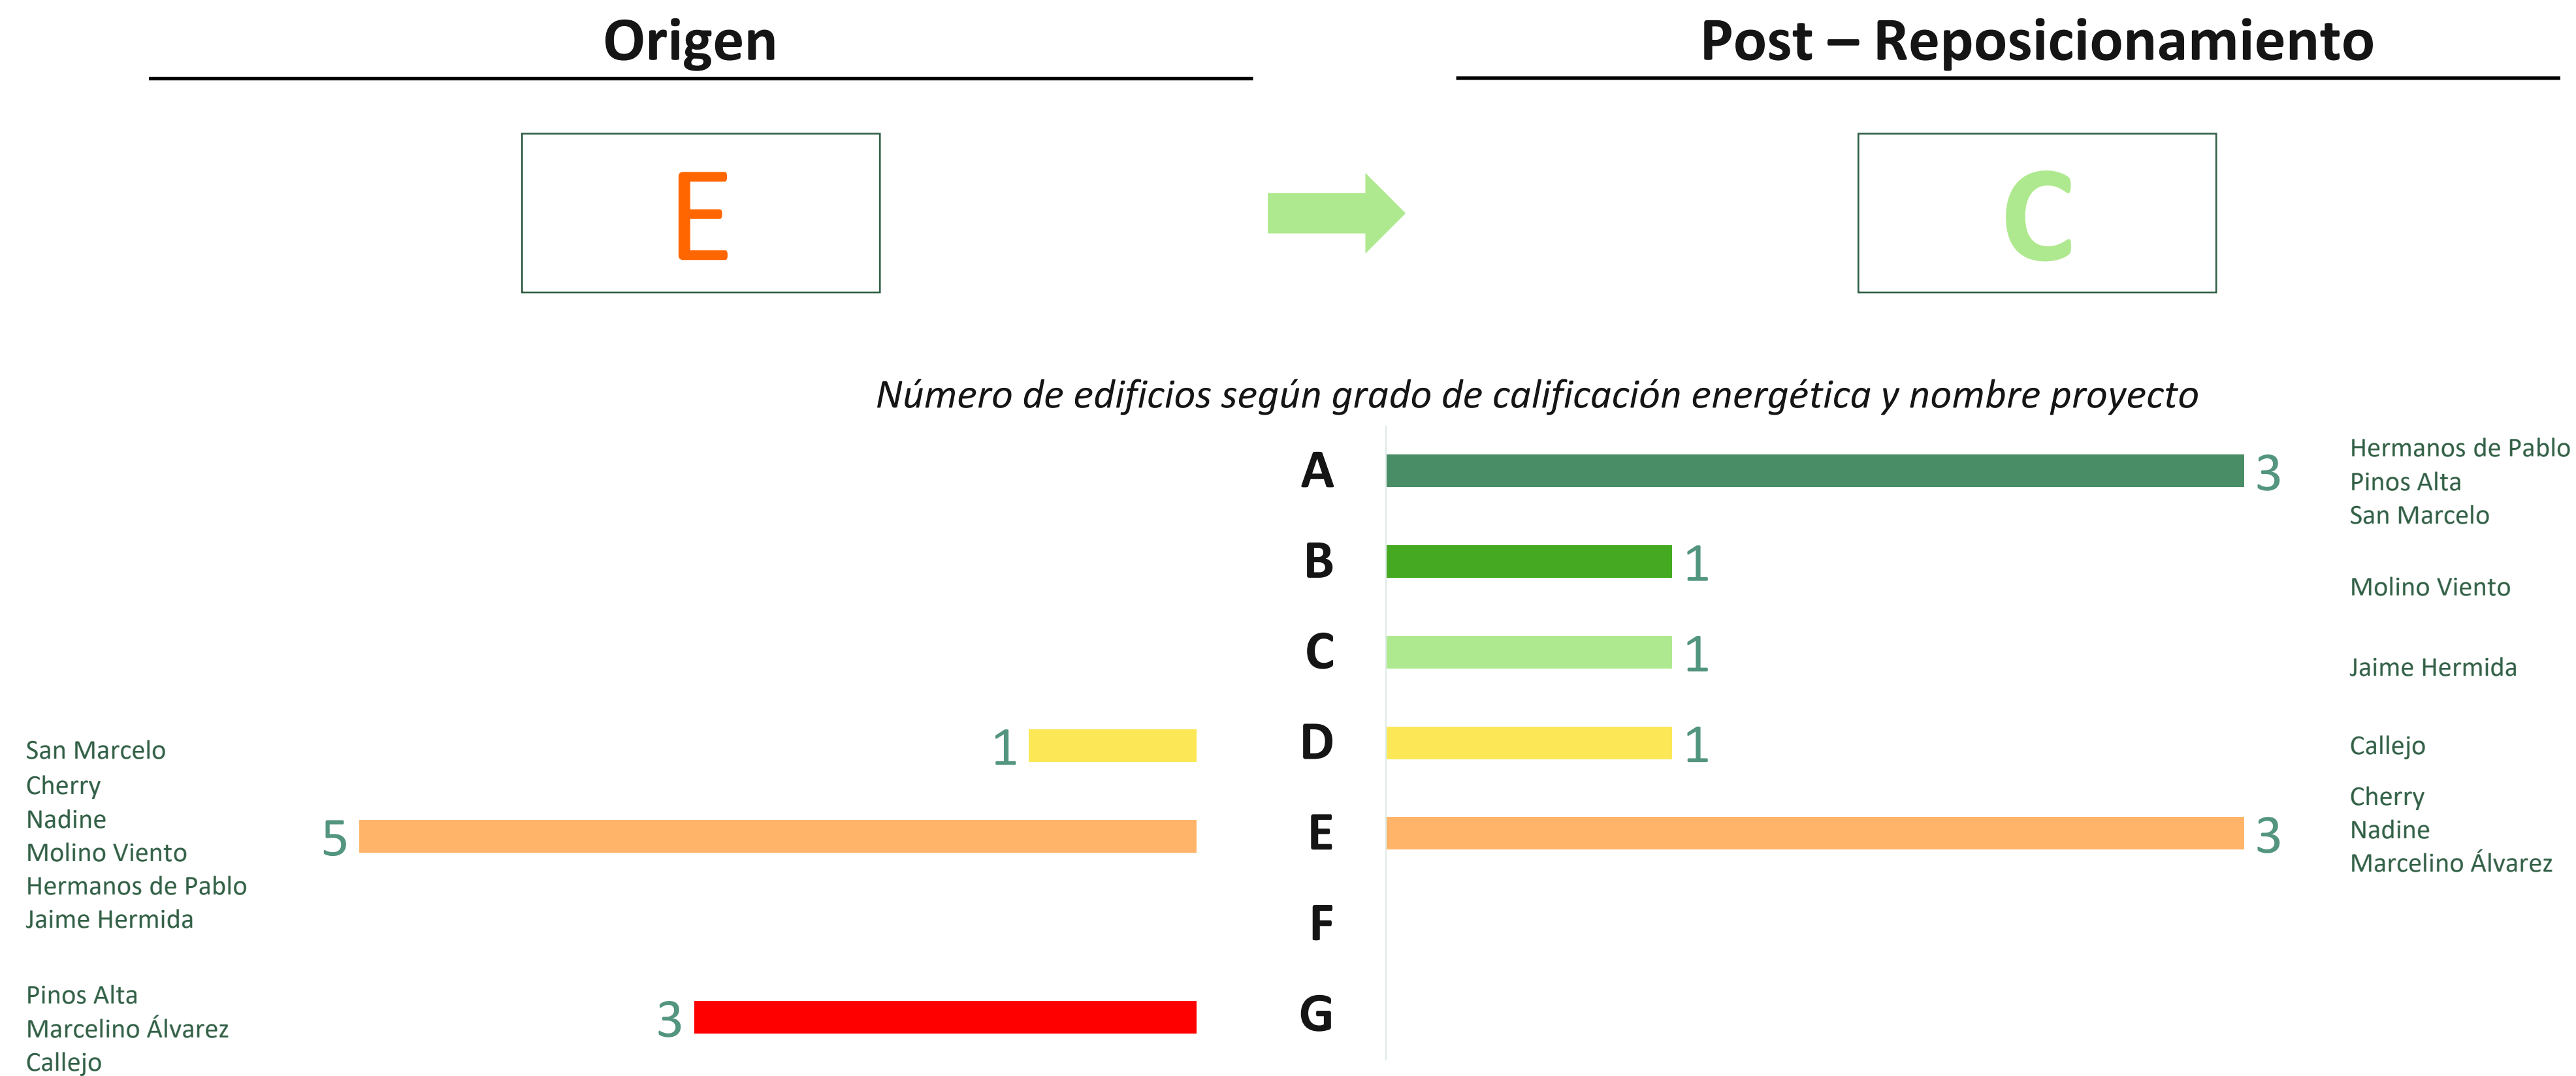 Origen
Post – Reposicionamiento
E
C
Número de edificios según grado de calificación energética y nombre proyecto
A
3
Hermanos de Pablo
Pinos Alta
San Marcelo
B
1
Molino Viento
C
1
Jaime Hermida
San Marcelo
1
D
1
Callejo
Cherry
Nadine
Molino Viento
Hermanos de Pablo
Jaime Hermida
5
E
3
Cherry
Nadine
Marcelino Álvarez
F
Pinos Alta
Marcelino Álvarez
Callejo
3
G